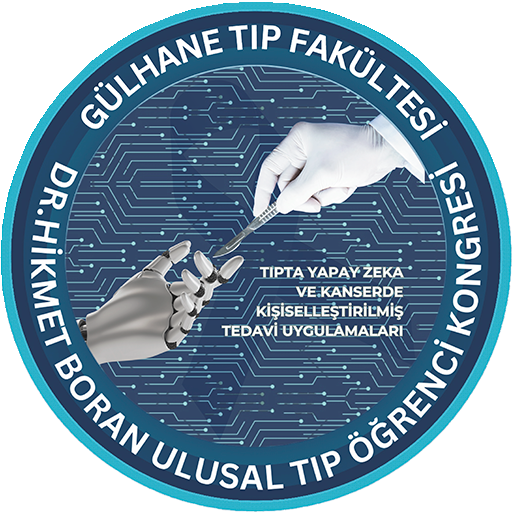 GÜLHANE TIP FAKÜLTESİ
TIPTA YAPAY ZEKA
VE KANSERDE
KİŞİSELLEŞTİRİLMİŞ
TEDAVİ UYGULAMALARI
DR.HİKMET BORAN ULUSAL TIP ÖĞRENCİ KONGRESİ